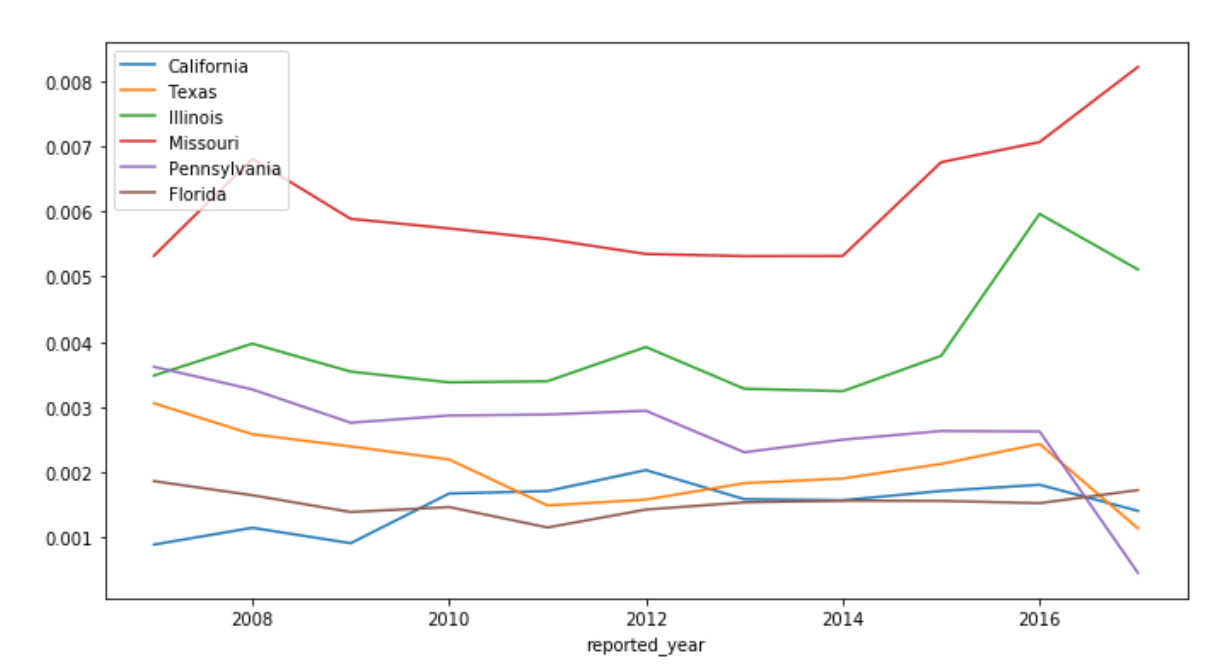 California
Texas
Illinois
Missouri
Pennsylvania
Florida
0.008
0.007
0.006
0.005
0.004
0.003
0.002
0.001
2008 2010 2012 2014 2016
reported_year